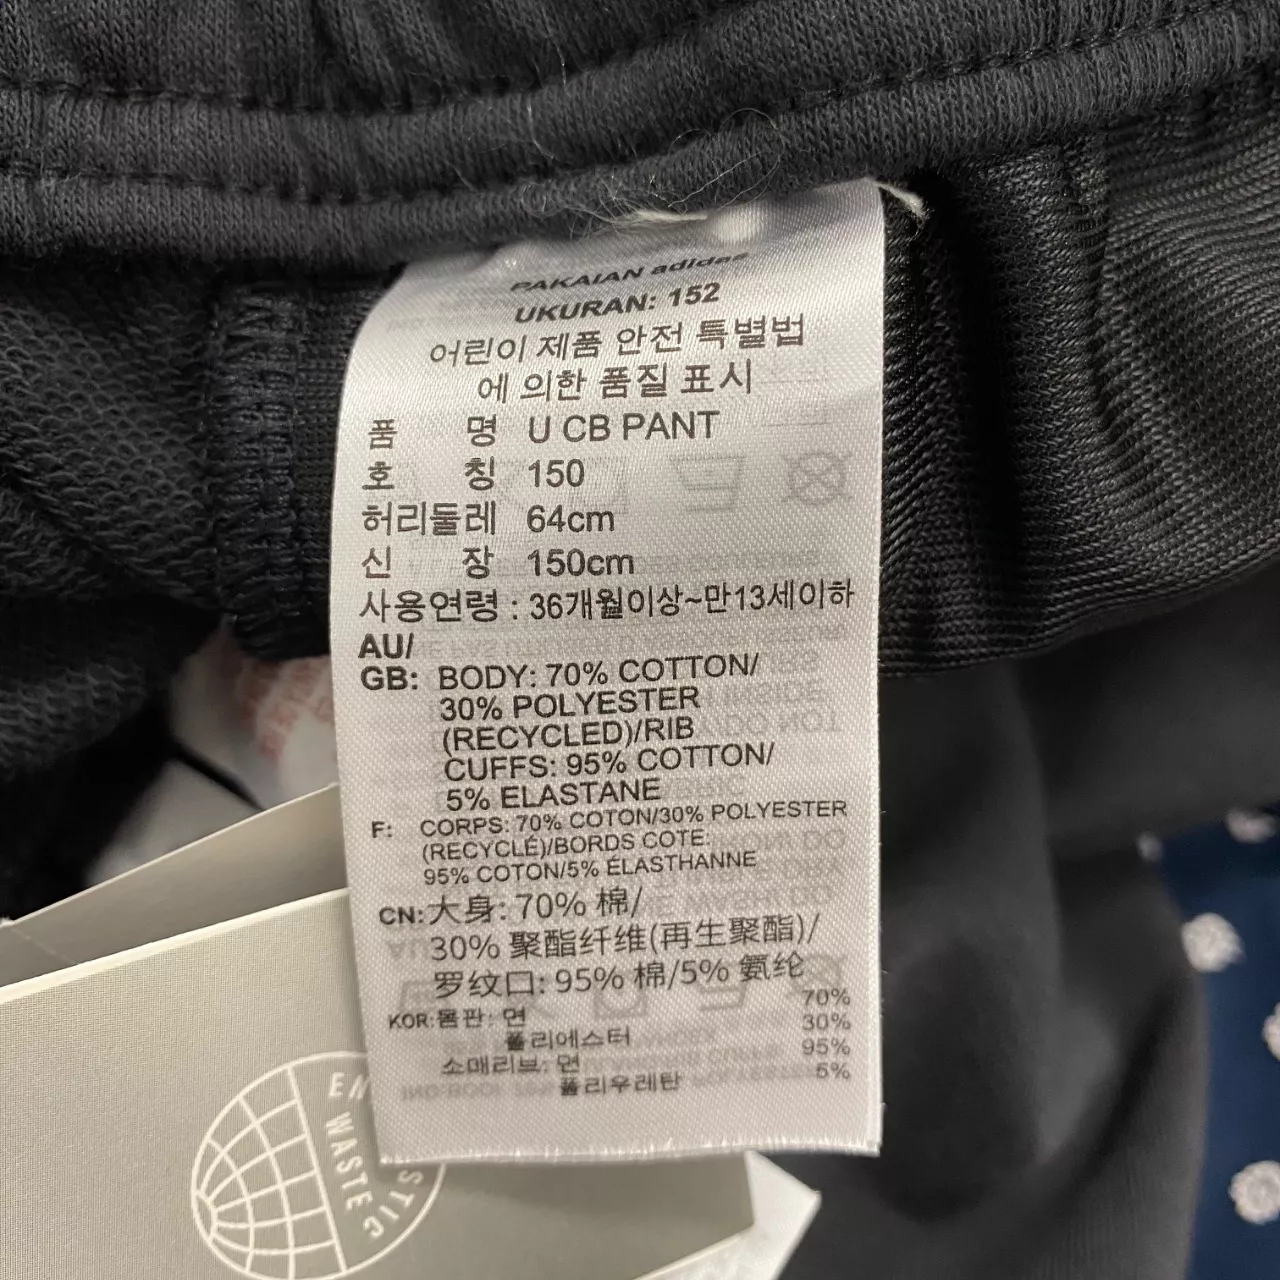 PAKAIAN adidas
UKURAN: 152
어린이 제품 안전 특별법
에 의한 품질 표시
품 명 U CB PANT
호 칭 150
허리둘레 64cm
신 장 150cm
사용연령 : 36개월이상~만13세이하
AU/
GB: BODY: 70% COTTON/
30% POLYESTER
(RECYCLED)/RIB
CUFFS: 95% COTTON/
5% ELASTANE
F: CORPS: 70% COTON/30% POLYESTER
(RECYCLÉ)/BORDS COTE:
95% COTON/5% ÉLASTHANNE
CN: 大身: 70% 棉/
30% 聚酯纤维(再生聚酯)/
罗纹口: 95% 棉/5% 氨纶
KOR: 몸판: 면 70%
폴리에스터 30%
소매리브: 면 95%
폴리우레탄 5%
EN
WASTE
STIC